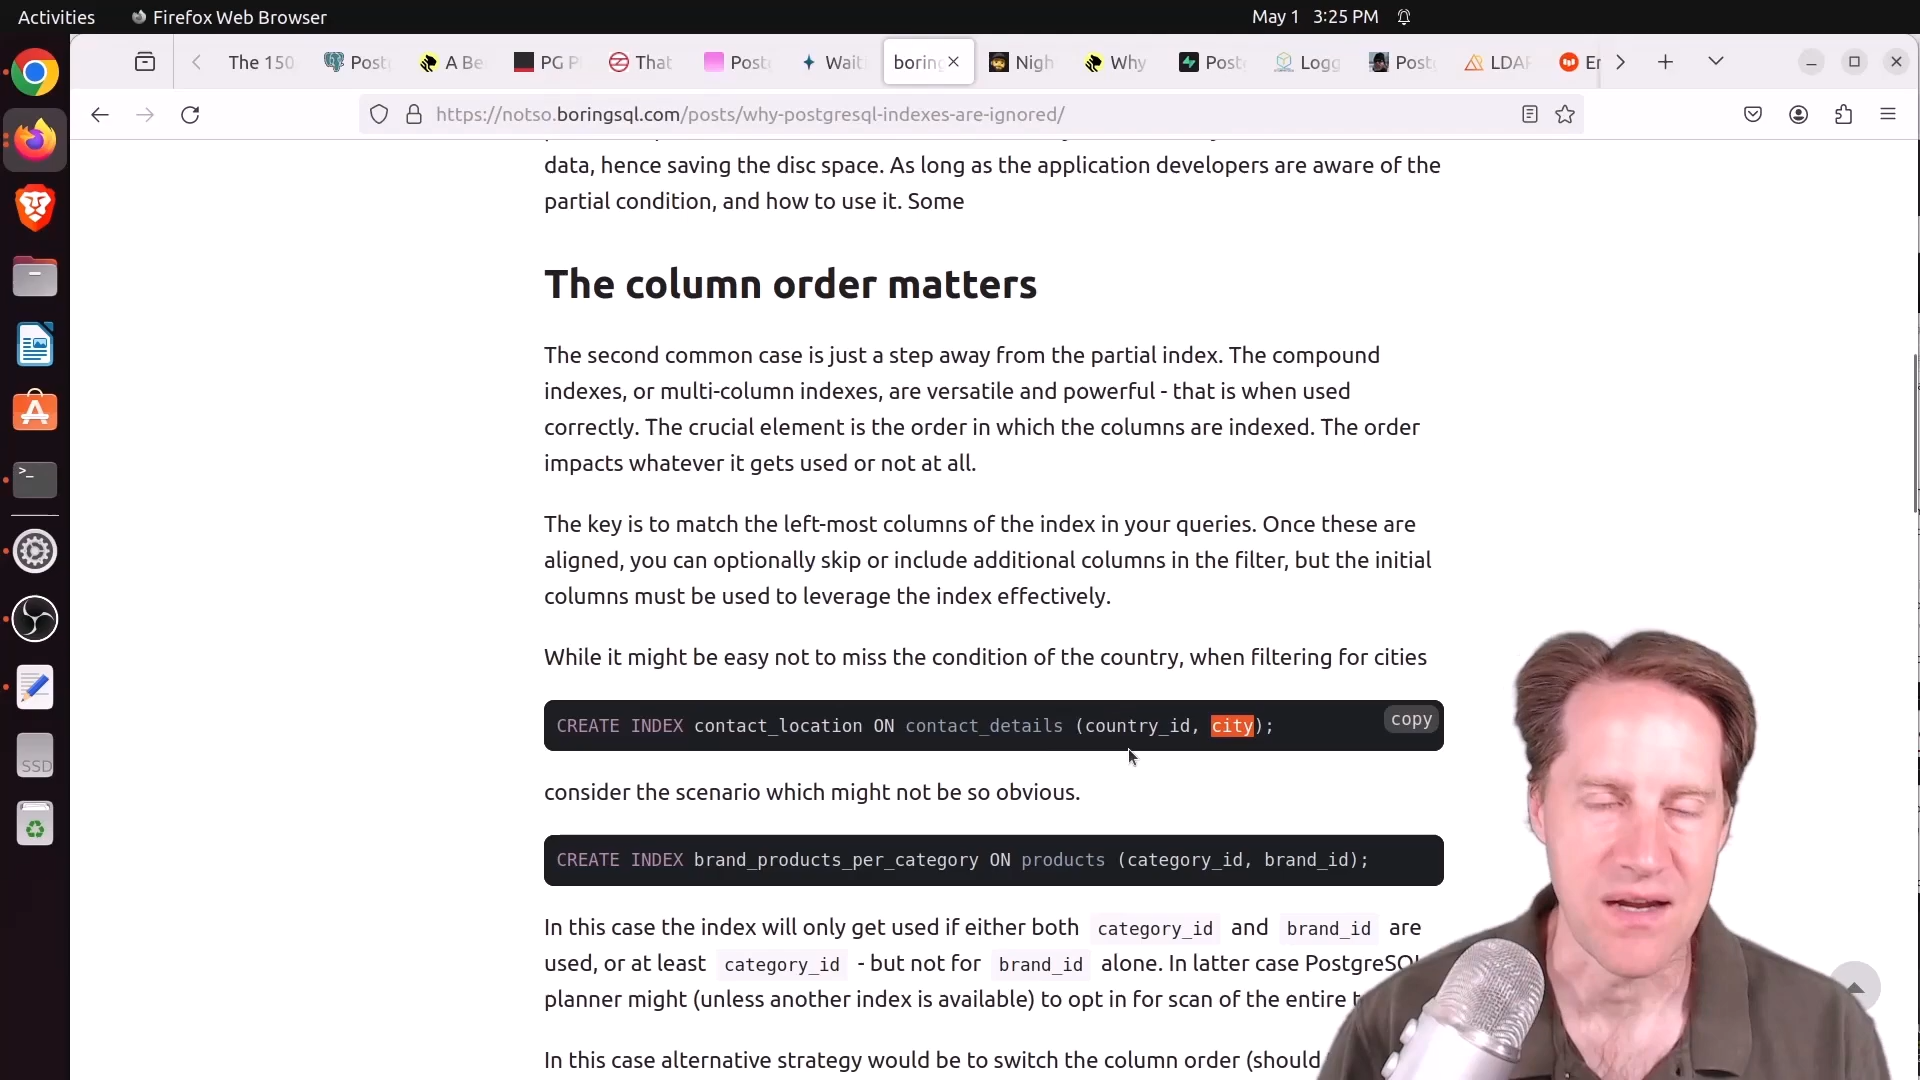 Activities
Firefox Web Browser
May 1 3:25 PM
The 150
Post
A Be
PG P
That
Post
Wait
boring
Nigh
Why
Post
Logg
Post
LDAP
Er
https://notso.boringsql.com/posts/why-postgresql-indexes-are-ignored/
data, hence saving the disc space. As long as the application developers are aware of the
partial condition, and how to use it. Some
The column order matters
The second common case is just a step away from the partial index. The compound
indexes, or multi-column indexes, are versatile and powerful - that is when used
correctly. The crucial element is the order in which the columns are indexed. The order
impacts whatever it gets used or not at all.
The key is to match the left-most columns of the index in your queries. Once these are
aligned, you can optionally skip or include additional columns in the filter, but the initial
columns must be used to leverage the index effectively.
While it might be easy not to miss the condition of the country, when filtering for cities
CREATE INDEX contact_location ON contact_details (country_id, city);
copy
consider the scenario which might not be so obvious.
CREATE INDEX brand_products_per_category ON products (category_id, brand_id);
In this case the index will only get used if either both category_id and brand_id are
used, or at least category_id - but not for brand_id alone. In latter case PostgreSQL
planner might (unless another index is available) to opt in for scan of the entire
In this case alternative strategy would be to switch the column order (should
SSD